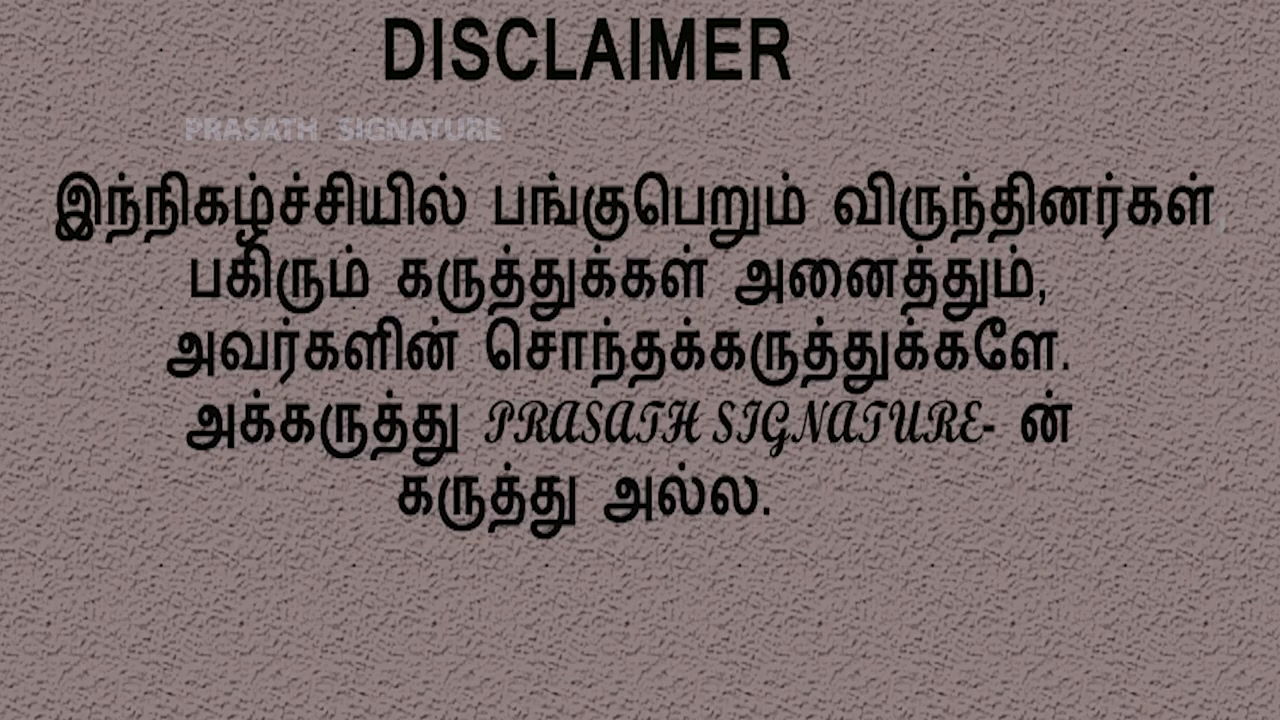 DISCLAIMER
PRASATH SIGNATURE
இந்நிகழ்ச்சியில் பங்குபெறும் விருந்தினர்கள்,
பகிரும் கருத்துக்கள் அனைத்தும்,
அவர்களின் சொந்தக்கருத்துக்களே.
அக்கருத்து PRASATH SIGNATURE- ன்
கருத்து அல்ல.